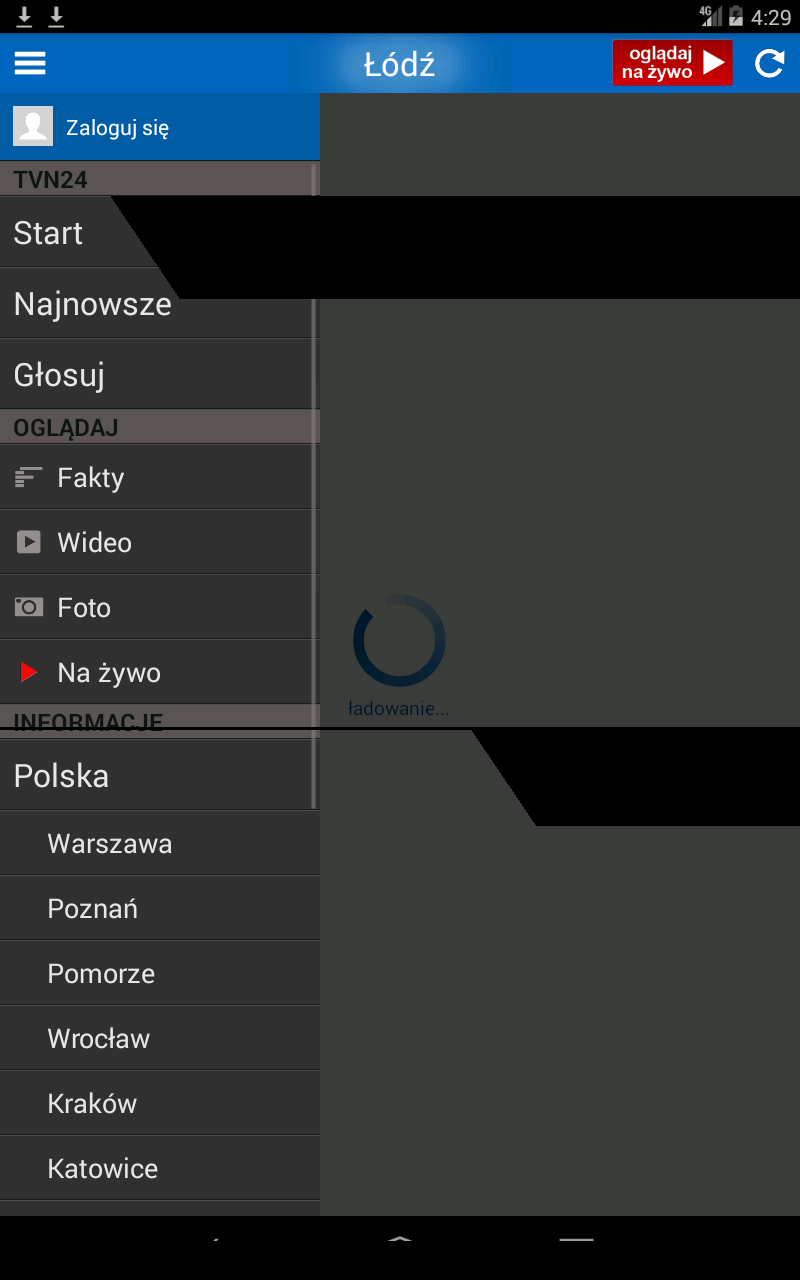 4G 4:29
Łódź
oglądaj
na żywo
Zaloguj się
TVN24
Start
Najnowsze
Głosuj
OGLĄDAJ
Fakty
Wideo
Foto
Na żywo
ładowanie...
INFORMACJE
Polska
Warszawa
Poznań
Pomorze
Wrocław
Kraków
Katowice